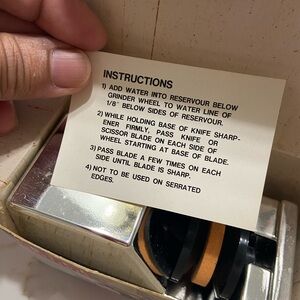 INSTRUCTIONS
1) ADD WATER INTO RESERVOUR BELOW
GRINDER WHEEL TO WATER LINE OF
1/8" BELOW SIDES OF RESERVOUR.
2) WHILE HOLDING BASE OF KNIFE SHARP-
ENER FIRMLY, PASS KNIFE OR
SCISSOR BLADE ON EACH SIDE OF
WHEEL STARTING AT BASE OF BLADE.
3) PASS BLADE A FEW TIMES ON EACH
SIDE UNTIL BLADE IS SHARP.
4) NOT TO BE USED ON SERRATED
EDGES.